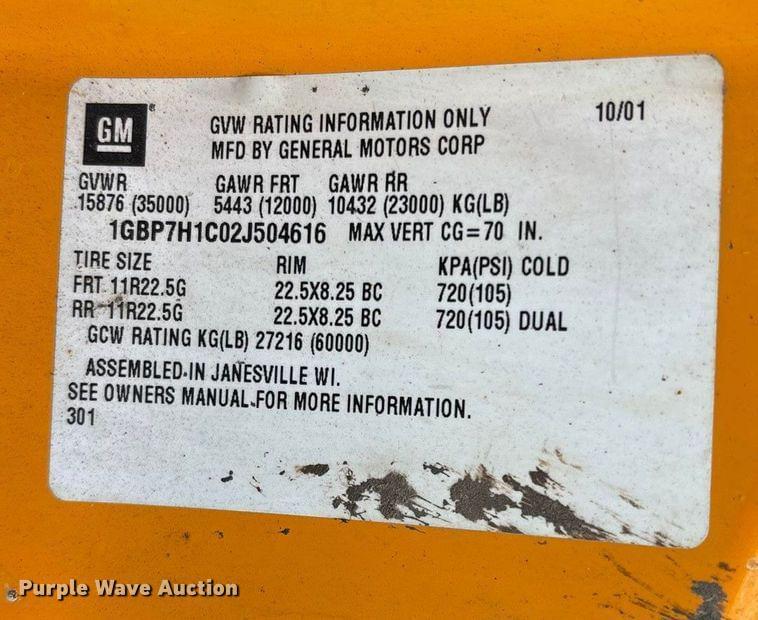 GM GVW RATING INFORMATION ONLY 10/01
MFD BY GENERAL MOTORS CORP
GVWR GAWR FRT GAWR RR
15876 (35000) 5443 (12000) 10432 (23000) KG(LB)
1GBP7H1C02J504616 MAX VERT CG=70 IN.
TIRE SIZE RIM KPA(PSI) COLD
FRT 11R22.5G 22.5X8.25 BC 720(105)
RR 11R22.5G 22.5X8.25 BC 720(105) DUAL
GCW RATING KG(LB) 27216 (60000)
ASSEMBLED IN JANESVILLE WI.
SEE OWNERS MANUAL FOR MORE INFORMATION.
301
Purple Wave Auction